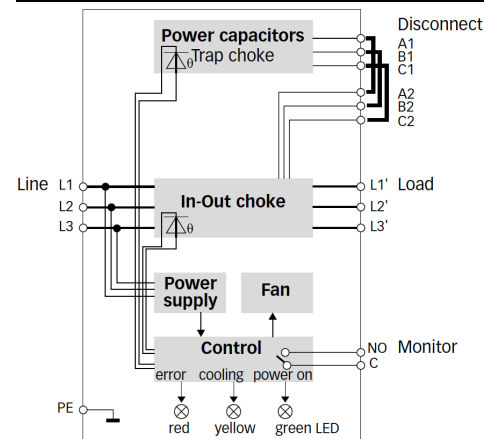 Disconnect
Power capacitors
θ Trap choke
A1
B1
C1
A2
B2
C2
Line L1 In-Out choke L1' Load
L2 L2'
L3 θ L3'
Power supply
Fan
Control
NO Monitor
C
error cooling power on
PE
red yellow green LED